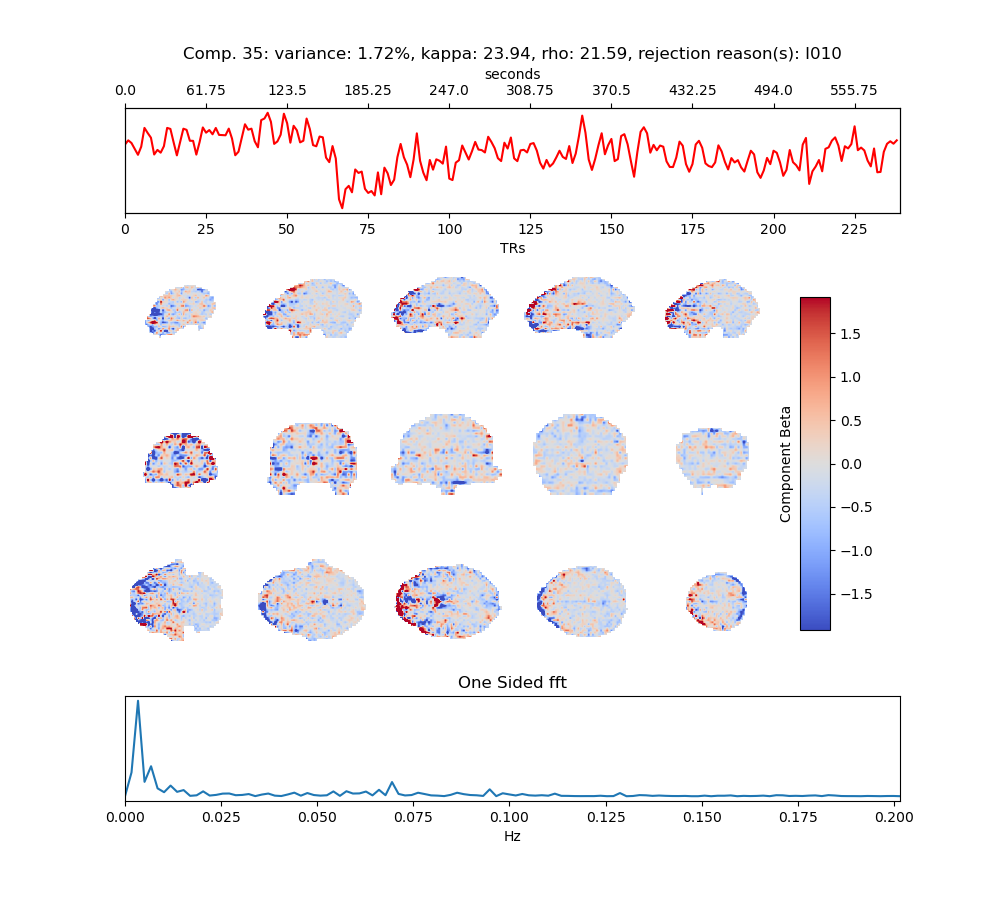 Comp. 35: variance: 1.72%, kappa: 23.94, rho: 21.59, rejection reason(s): I010
seconds
0.0 61.75 123.5 185.25 247.0 308.75 370.5 432.25 494.0 555.75
0 25 50 75 100 125 150 175 200 225
TRs
1.5
1.0
0.5
0.0
−0.5
−1.0
−1.5
Component Beta
One Sided fft
0.000 0.025 0.050 0.075 0.100 0.125 0.150 0.175 0.200
Hz